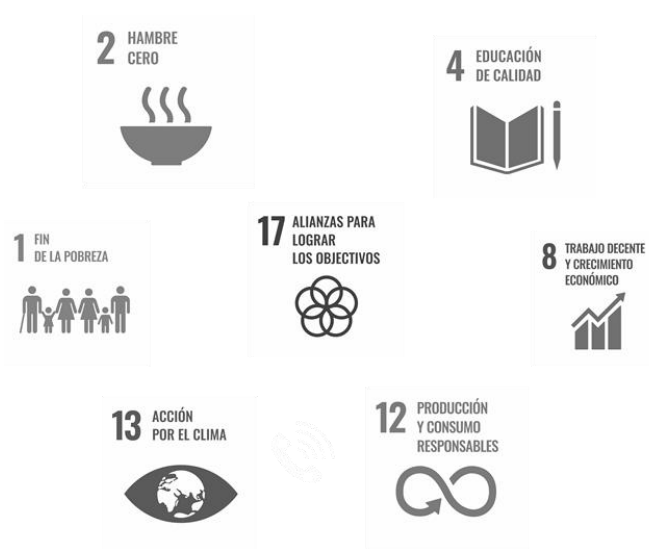 2 HAMBRE
CERO
4 EDUCACIÓN
DE CALIDAD
1 FIN
DE LA POBREZA
17 ALIANZAS PARA
LOGRAR
LOS OBJECTIVOS
8 TRABAJO DECENTE
Y CRECIMIENTO
ECONÓMICO
13 ACCIÓN
POR EL CLIMA
12 PRODUCCIÓN
Y CONSUMO
RESPONSABLES